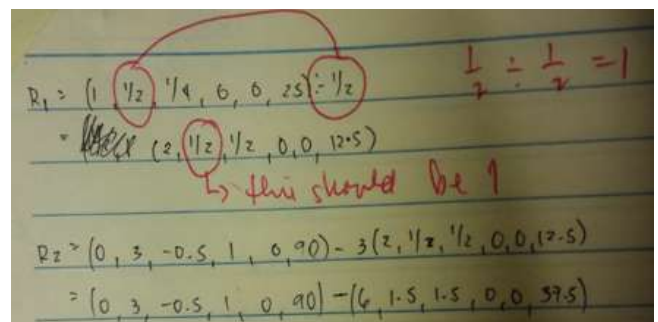 R₁ = (1, 1/2, 1/4, 0, 0, 25) ÷ 1/2
1/2 ÷ 1/2 = 1
= (2, 1/2, 1/2, 0, 0, 12.5)
↳ this should be 1
R2 = (0, 3, -0.5, 1, 0, 90) - 3(2, 1/2, 1/2, 0, 0, 12.5)
= (0, 3, -0.5, 1, 0, 90) - (6, 1.5, 1.5, 0, 0, 37.5)